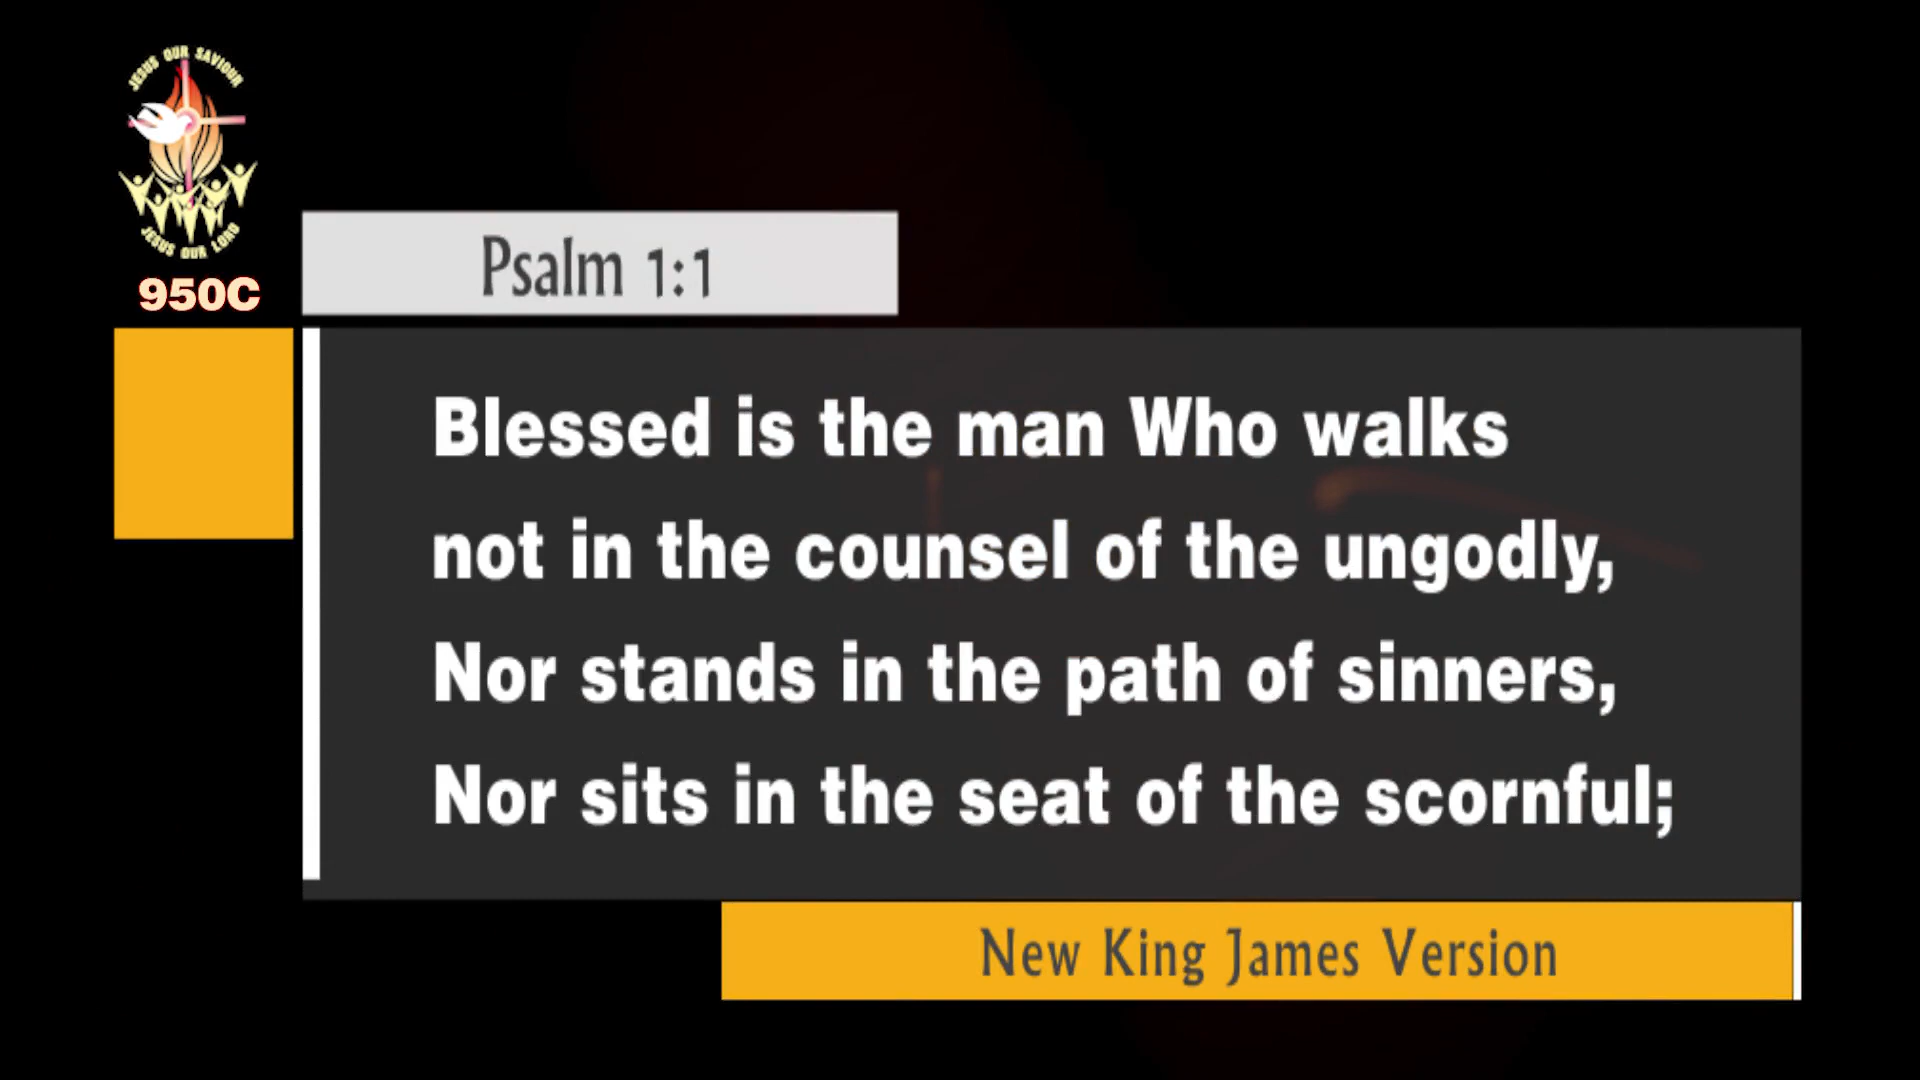 JESUS OUR SAVIOUR
JESUS OUR LORD
950C
Psalm 1:1
Blessed is the man Who walks
not in the counsel of the ungodly,
Nor stands in the path of sinners,
Nor sits in the seat of the scornful;
New King James Version